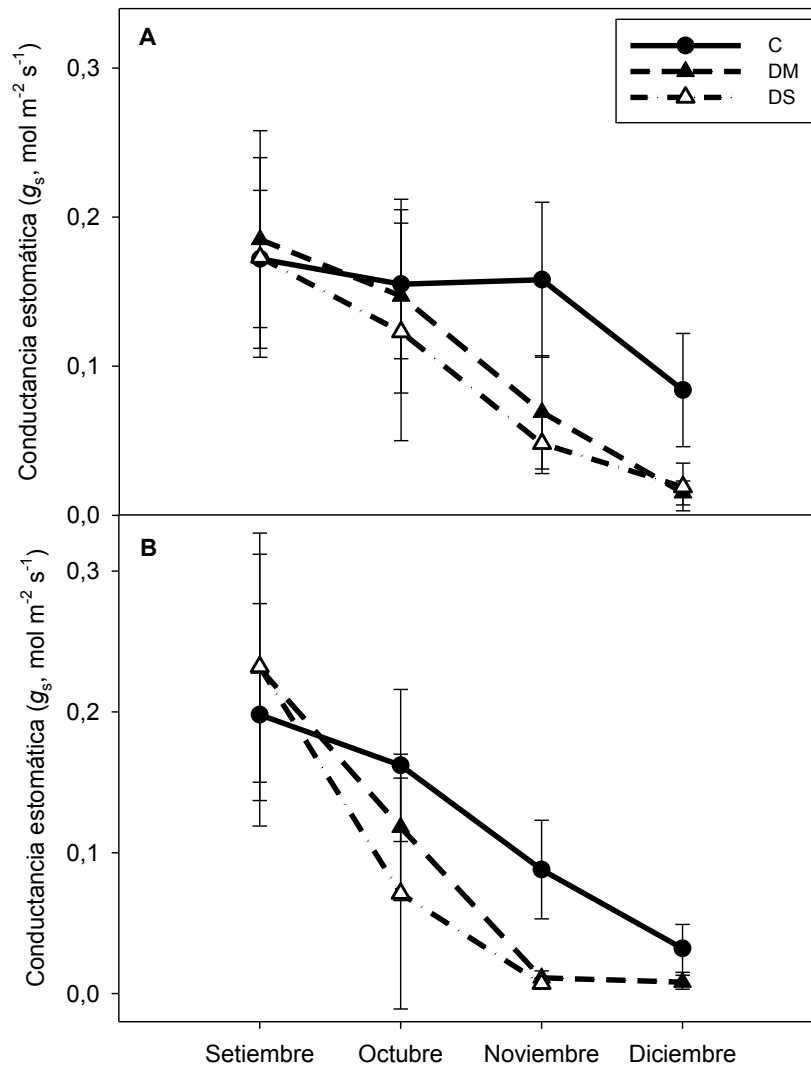 A
C
DM
DS
Conductancia estomática (gs, mol m-2 s-1)
0,3
0,2
0,1
0,0
B
Conductancia estomática (gs, mol m-2 s-1)
0,3
0,2
0,1
0,0
Setiembre Octubre Noviembre Diciembre